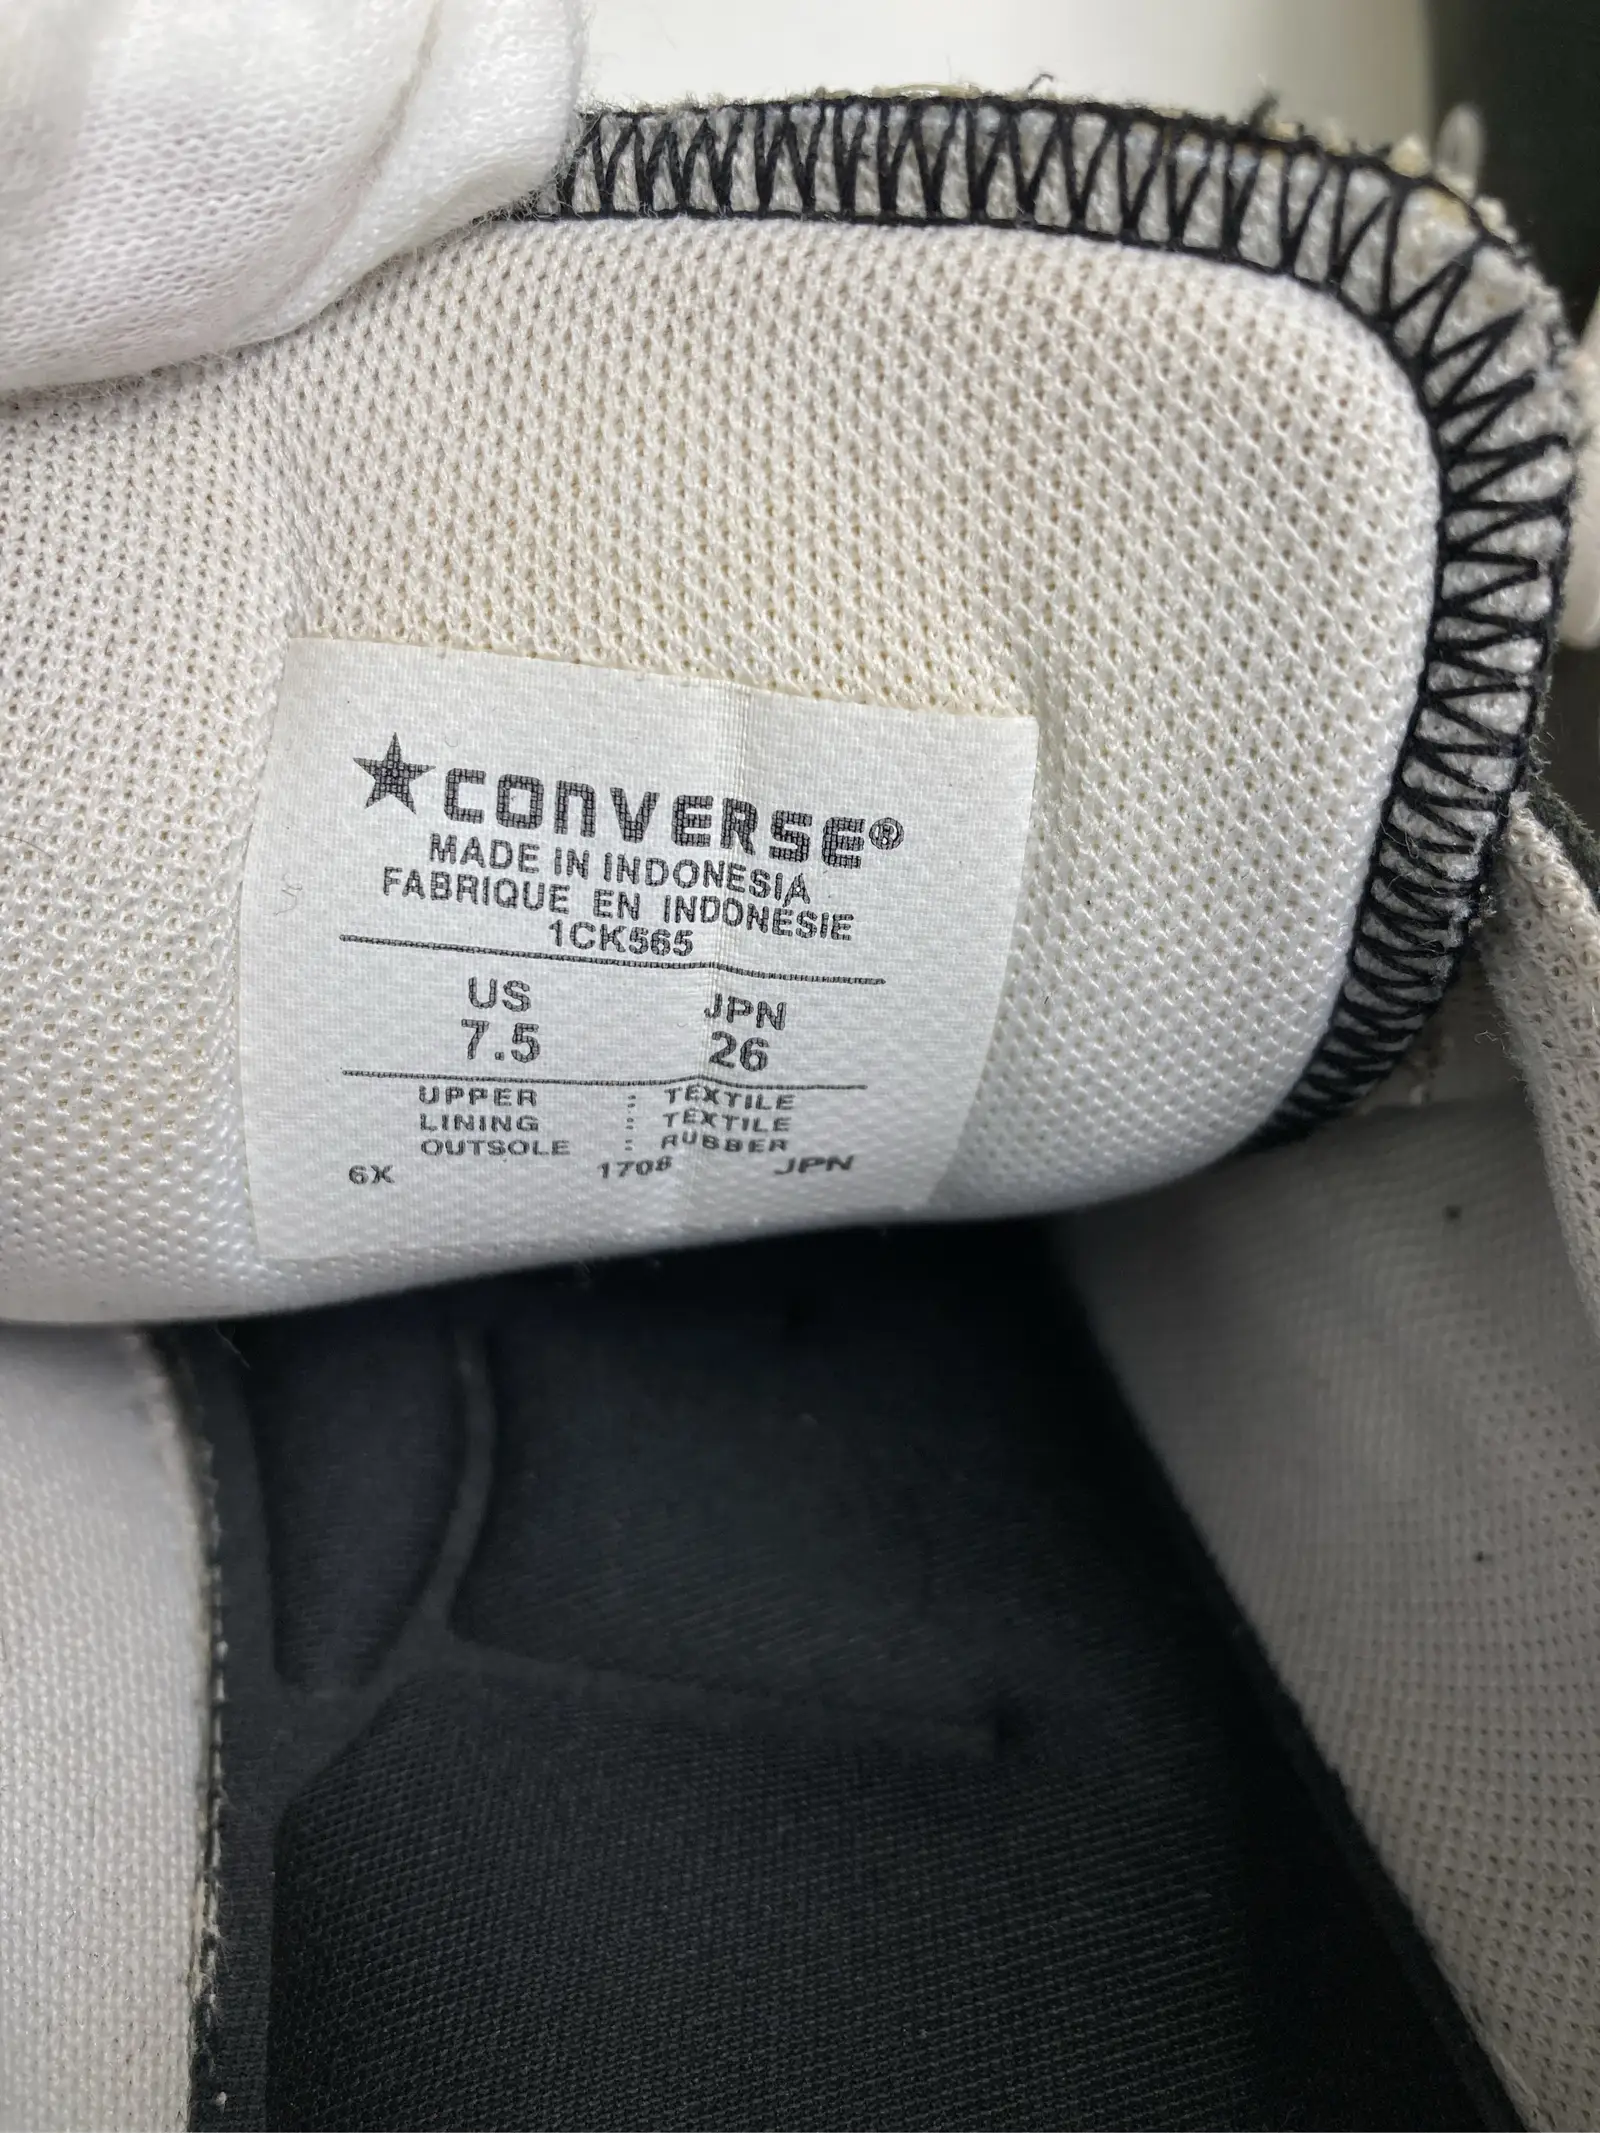 ★CONVERSE®
MADE IN INDONESIA
FABRIQUE EN INDONÉSIE
1CK565
US JPN
7.5 26
UPPER : TEXTILE
LINING : TEXTILE
OUTSOLE : RUBBER
6X 1708 JPN